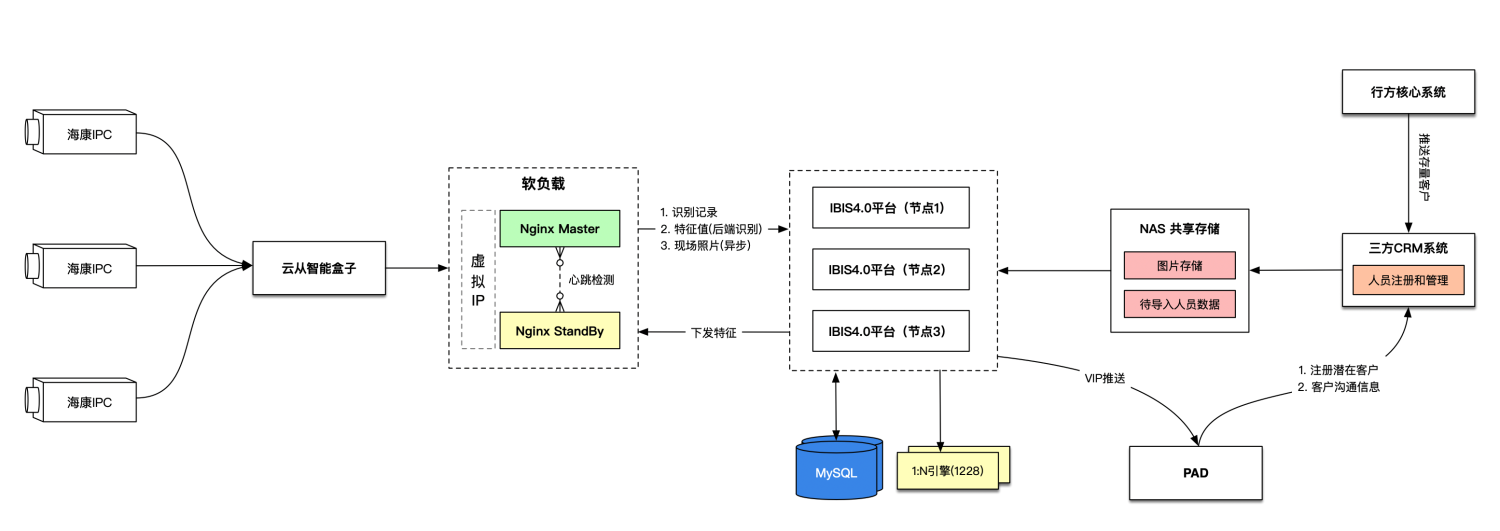 行方核心系统
海康IPC
推送存量客户
软负载
虚
拟
IP
Nginx Master
心跳检测
Nginx StandBy
1. 识别记录
2. 特征值(后端识别)
3. 现场照片(异步)
下发特征
IBIS4.0平台（节点1）
IBIS4.0平台（节点2）
IBIS4.0平台（节点3）
NAS 共享存储
图片存储
待导入人员数据
三方CRM系统
人员注册和管理
海康IPC
云从智能盒子
海康IPC
VIP推送
1. 注册潜在客户
2. 客户沟通信息
MySQL
1:N引擎(1228)
PAD